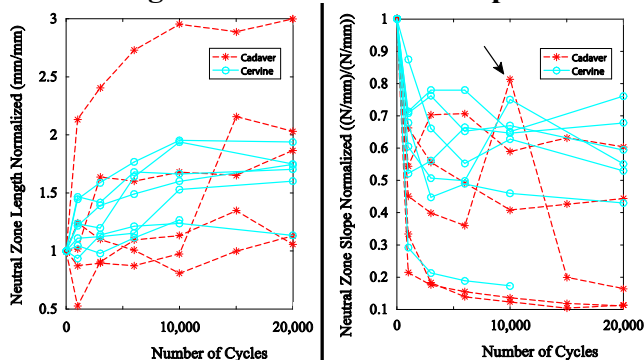 3
2.5
2
1.5
1
0.5
0
10,000
20,000
Cadaver
Cervine
Neutral Zone Length Normalized (mm/mm)
Number of Cycles
1
0.9
0.8
0.7
0.6
0.5
0.4
0.3
0.2
0.1
0
10,000
20,000
Cadaver
Cervine
Neutral Zone Slope Normalized ((N/mm)/(N/mm))
Number of Cycles